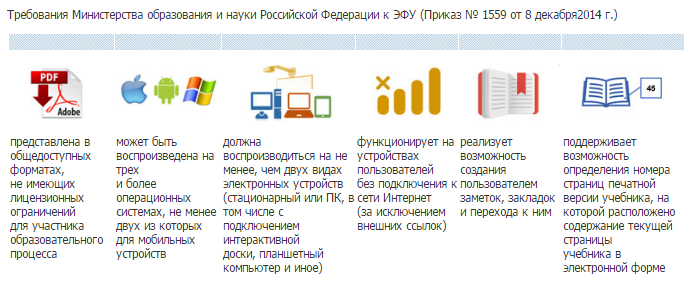 Требования Министерства образования и науки Российской Федерации к ЭФУ (Приказ № 1559 от 8 декабря2014 г.)
PDF
Adobe
45
представлена в
общедоступных
форматах,
не имеющих
лицензионных
ограничений
для участника
образовательного
процесса
может быть
воспроизведена на
трех
и более
операционных
системах, не менее
двух из которых
для мобильных
устройств
должна
воспроизводиться на не
менее, чем двух видах
электронных устройств
(стационарный или ПК, в
том числе с
подключением
интерактивной
доски, планшетный
компьютер и иное)
функционирует на
устройствах
пользователей
без подключения к
сети Интернет
(за исключением
внешних ссылок)
реализует
возможность
создания
пользователем
заметок, закладок
и перехода к ним
поддерживает
возможность
определения номера
страниц печатной
версии учебника, на
которой расположено
содержание текущей
страницы
учебника в
электронной форме